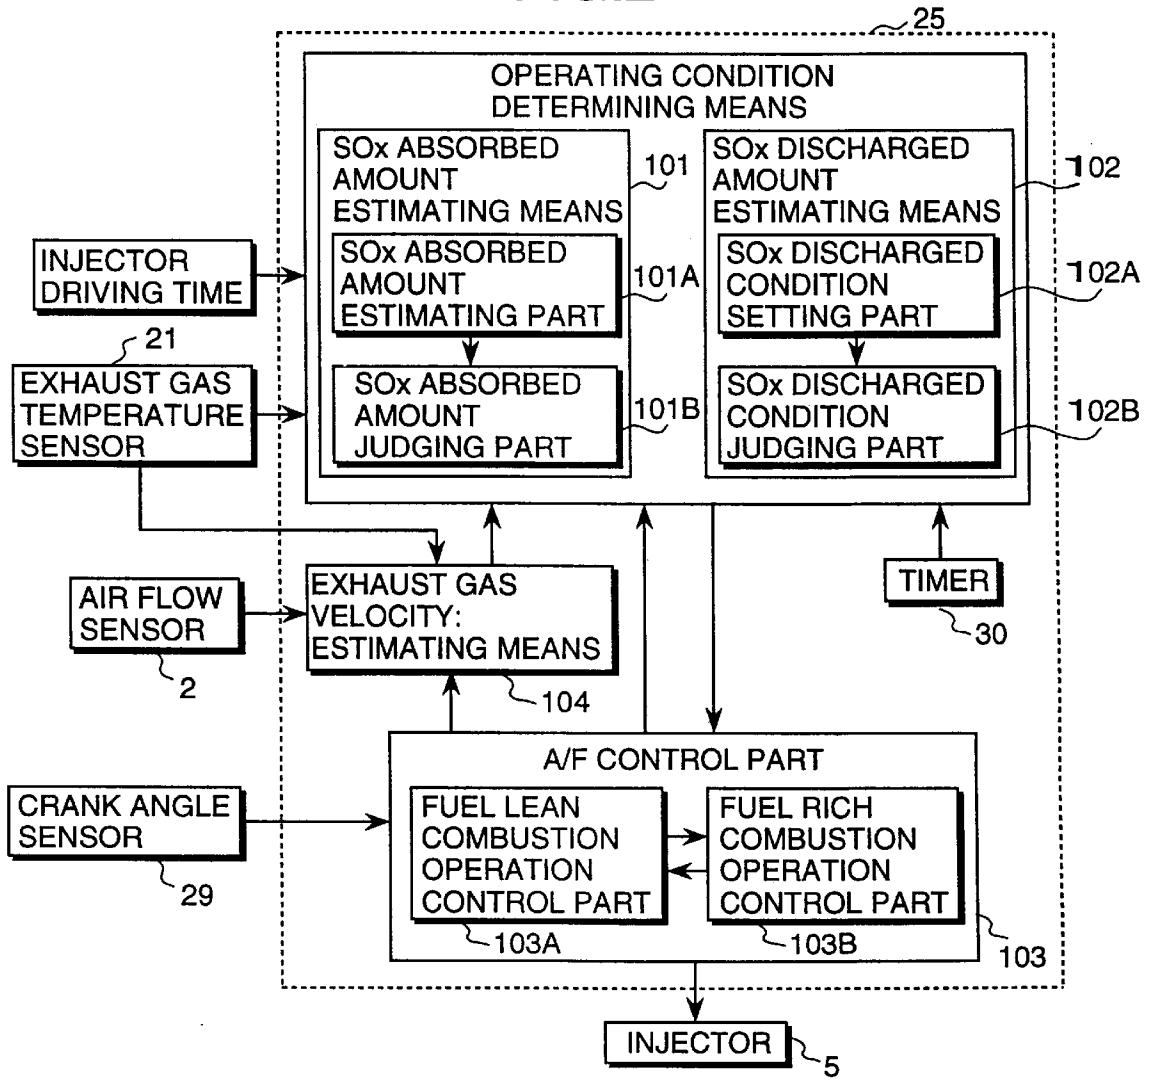 25
OPERATING CONDITION
DETERMINING MEANS
SOx ABSORBED
AMOUNT
ESTIMATING MEANS
101
SOx DISCHARGED
AMOUNT
ESTIMATING MEANS
102
INJECTOR
DRIVING TIME
SOx ABSORBED
AMOUNT
ESTIMATING PART
101A
SOx DISCHARGED
CONDITION
SETTING PART
102A
21
EXHAUST GAS
TEMPERATURE
SENSOR
SOx ABSORBED
AMOUNT
JUDGING PART
101B
SOx DISCHARGED
CONDITION
JUDGING PART
102B
AIR FLOW
SENSOR
2
EXHAUST GAS
VELOCITY:
ESTIMATING MEANS
104
TIMER
30
A/F CONTROL PART
CRANK ANGLE
SENSOR
29
FUEL LEAN
COMBUSTION
OPERATION
CONTROL PART
103A
FUEL RICH
COMBUSTION
OPERATION
CONTROL PART
103B
103
INJECTOR
5